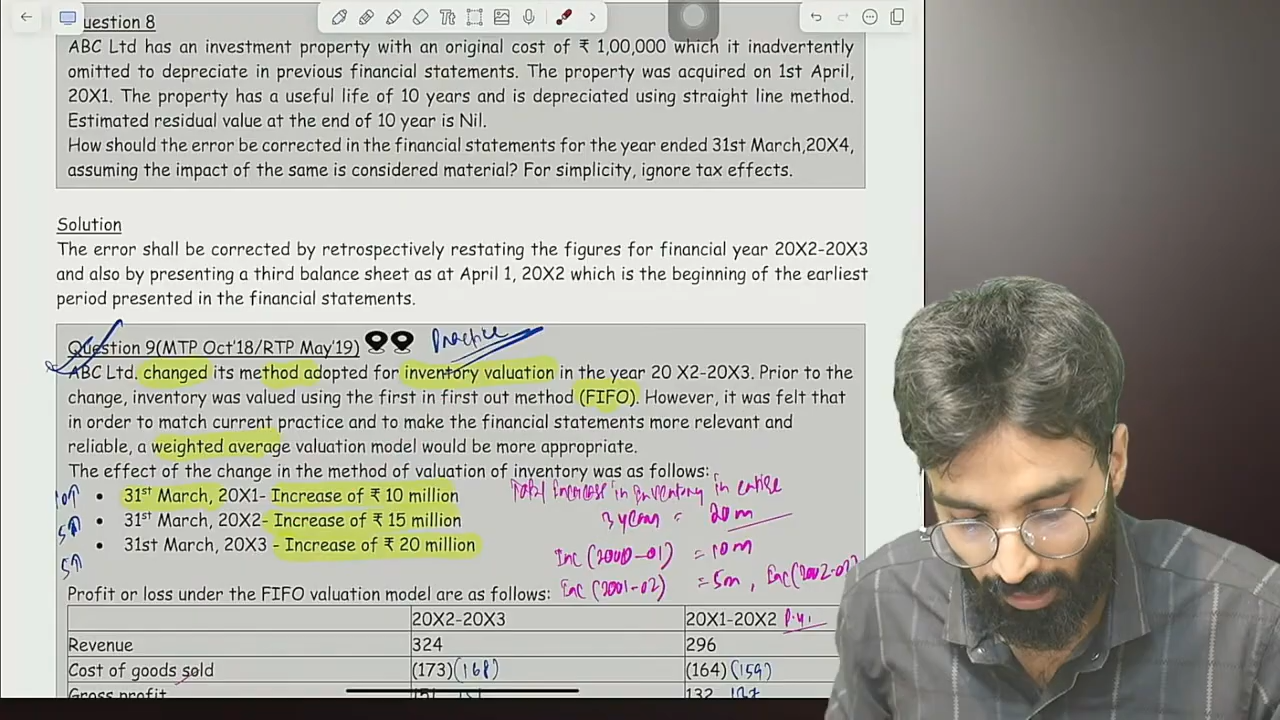 Question 8
ABC Ltd has an investment property with an original cost of ₹ 1,00,000 which it inadvertently
omitted to depreciate in previous financial statements. The property was acquired on 1st April,
20X1. The property has a useful life of 10 years and is depreciated using straight line method.
Estimated residual value at the end of 10 year is Nil.
How should the error be corrected in the financial statements for the year ended 31st March,20X4,
assuming the impact of the same is considered material? For simplicity, ignore tax effects.
Solution
The error shall be corrected by retrospectively restating the figures for financial year 20X2-20X3
and also by presenting a third balance sheet as at April 1, 20X2 which is the beginning of the earliest
period presented in the financial statements.
Question 9(MTP Oct'18/RTP May'19) Practice
ABC Ltd. changed its method adopted for inventory valuation in the year 20 X2-20X3. Prior to the
change, inventory was valued using the first in first out method (FIFO). However, it was felt that
in order to match current practice and to make the financial statements more relevant and
reliable, a weighted average valuation model would be more appropriate.
The effect of the change in the method of valuation of inventory was as follows:
10↑ • 31st March, 20X1- Increase of ₹ 10 million Total Increase in Inventory in entire
5↑ • 31st March, 20X2- Increase of ₹ 15 million 3 years = 20m
5↑ • 31st March, 20X3 - Increase of ₹ 20 million Inc (2000-01) = 10m
Profit or loss under the FIFO valuation model are as follows: Inc (2001-02) = 5m, Inc(2002-03)
20X2-20X3 20X1-20X2 P.y.
Revenue 324 296
Cost of goods sold (173)(168) (164)(159)
Gross profit 151 132 137